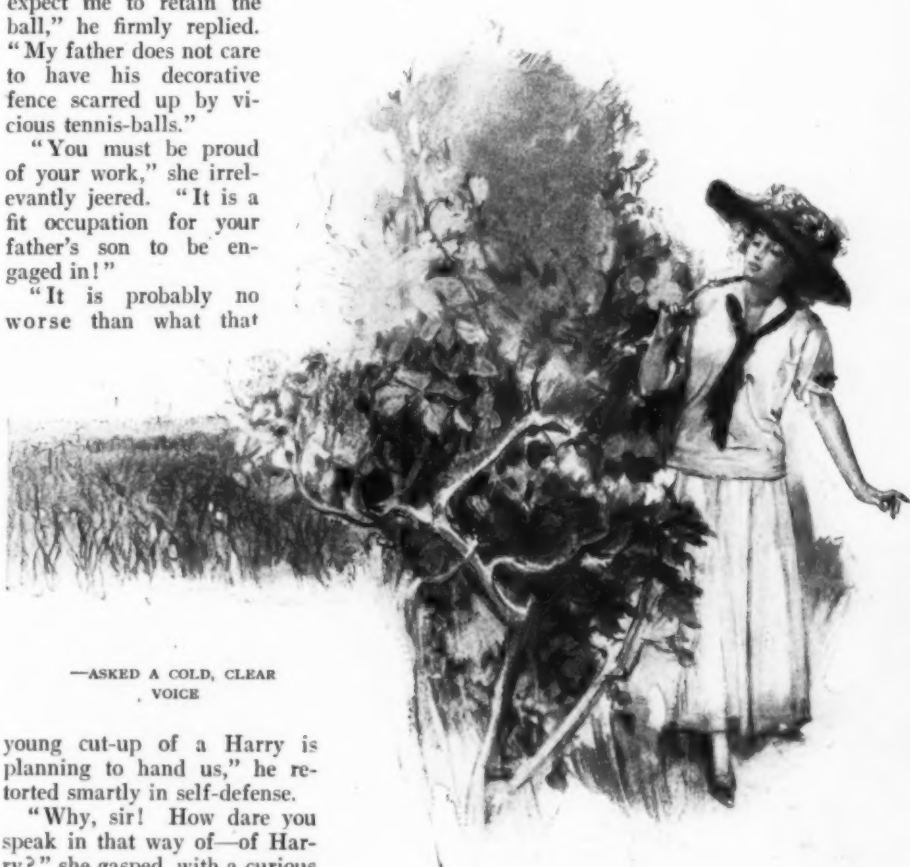 expect me to retain the
ball,” he firmly replied.
“My father does not care
to have his decorative
fence scarred up by vi-
cious tennis-balls.”
“You must be proud
of your work,” she irrel-
evantly jeered. “It is a
fit occupation for your
father’s son to be en-
gaged in!”
“It is probably no
worse than what that
—ASKED A COLD, CLEAR
VOICE
young cut-up of a Harry is
planning to hand us,” he re-
torted smartly in self-defense.
“Why, sir! How dare you
speak in that way of—of Har-
ry?” she gasped, with a curious